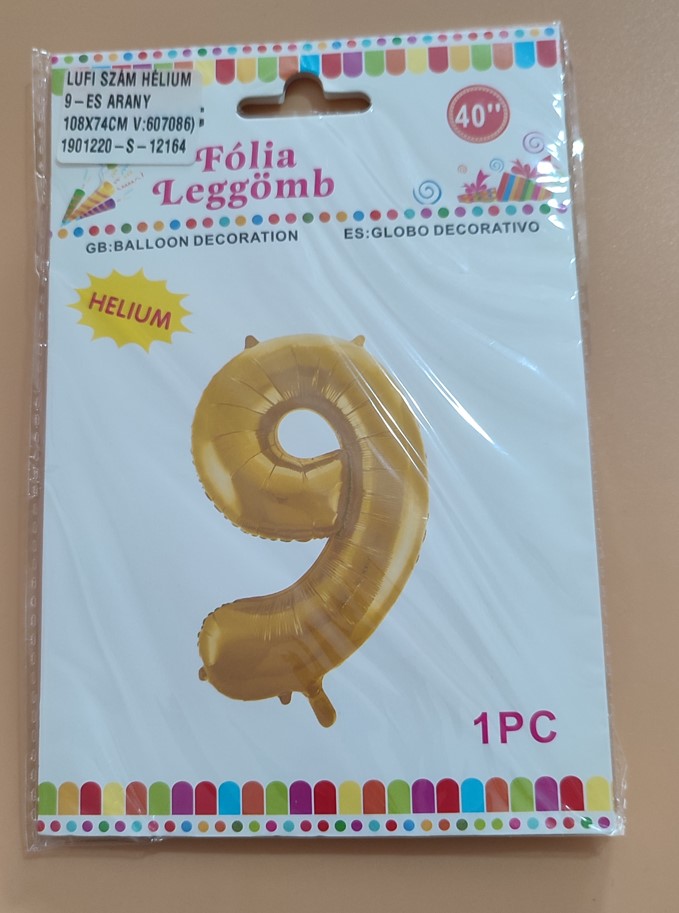 LUFI SZÁM HÉLIUM
9-ES ARANY
108X74CM V:607086)
1901220-S-12164
40''
Fólia
Leggömb
GB:BALLOON DECORATION
ES:GLOBO DECORATIVO
HELIUM
1PC